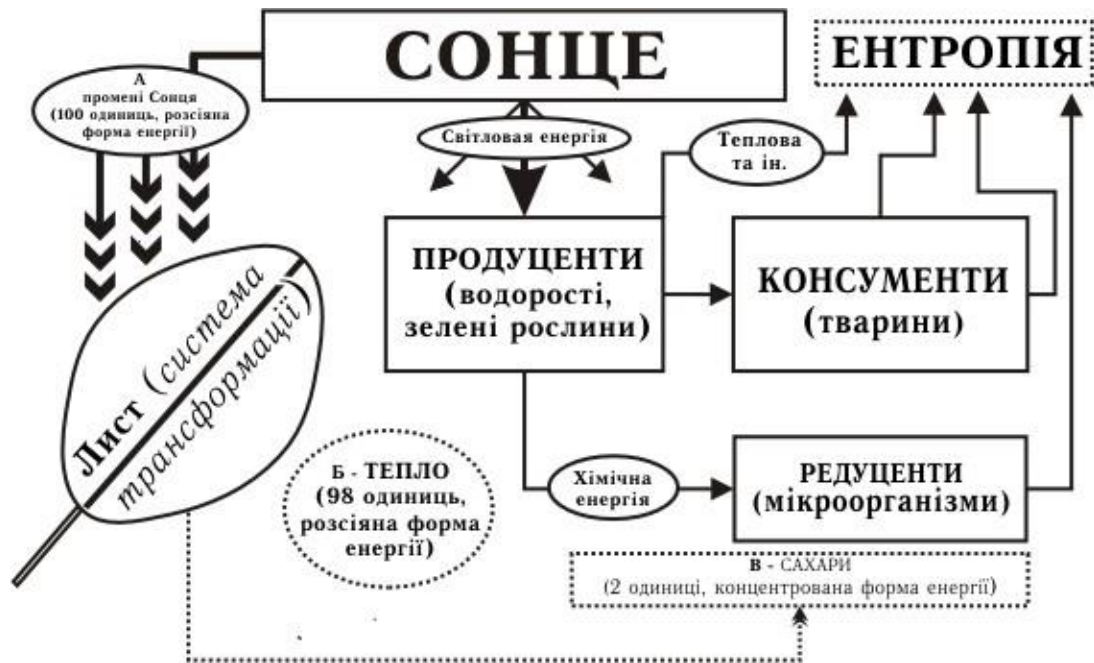 СОНЦЕ
ЕНТРОПІЯ
А
промені Сонця
(100 одиниць, розсіяна
форма енергії)
Світловая енергія
Теплова
та ін.
ПРОДУЦЕНТИ
(водорості,
зелені рослини)
КОНСУМЕНТИ
(тварини)
Лист (система
трансформації)
Б - ТЕПЛО
(98 одиниць,
розсіяна форма
енергії)
Хімічна
енергія
РЕДУЦЕНТИ
(мікроорганізми)
В - САХАРИ
(2 одиниці, концентрована форма енергії)